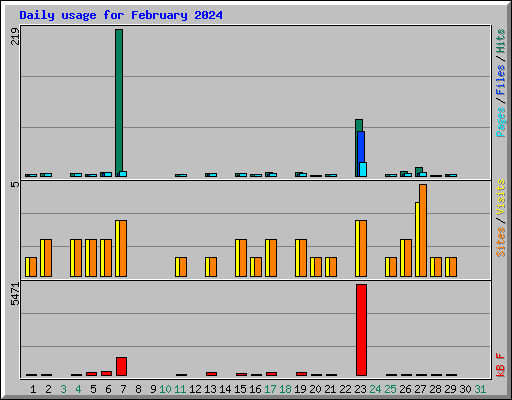 Daily usage for February 2024
219
5
5471
Pages / Files / Hits
Sites / Visits
kB F
1 2 3 4 5 6 7 8 9 10 11 12 13 14 15 16 17 18 19 20 21 22 23 24 25 26 27 28 29 30 31